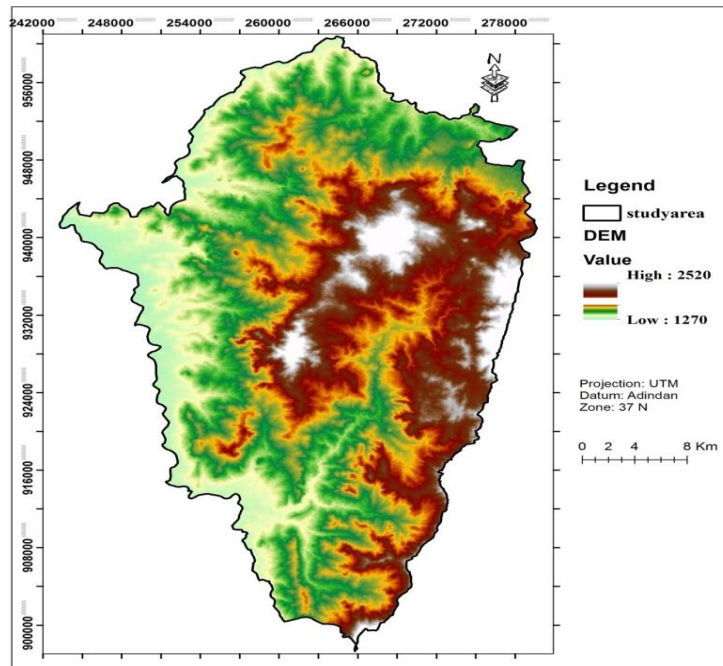 242000 248000 254000 260000 266000 272000 278000
956000
948000
940000
932000
924000
916000
908000
900000
N
Legend
studyarea
DEM
Value
High : 2520
Low : 1270
Projection: UTM
Datum: Adindan
Zone: 37 N
0 2 4 8 Km